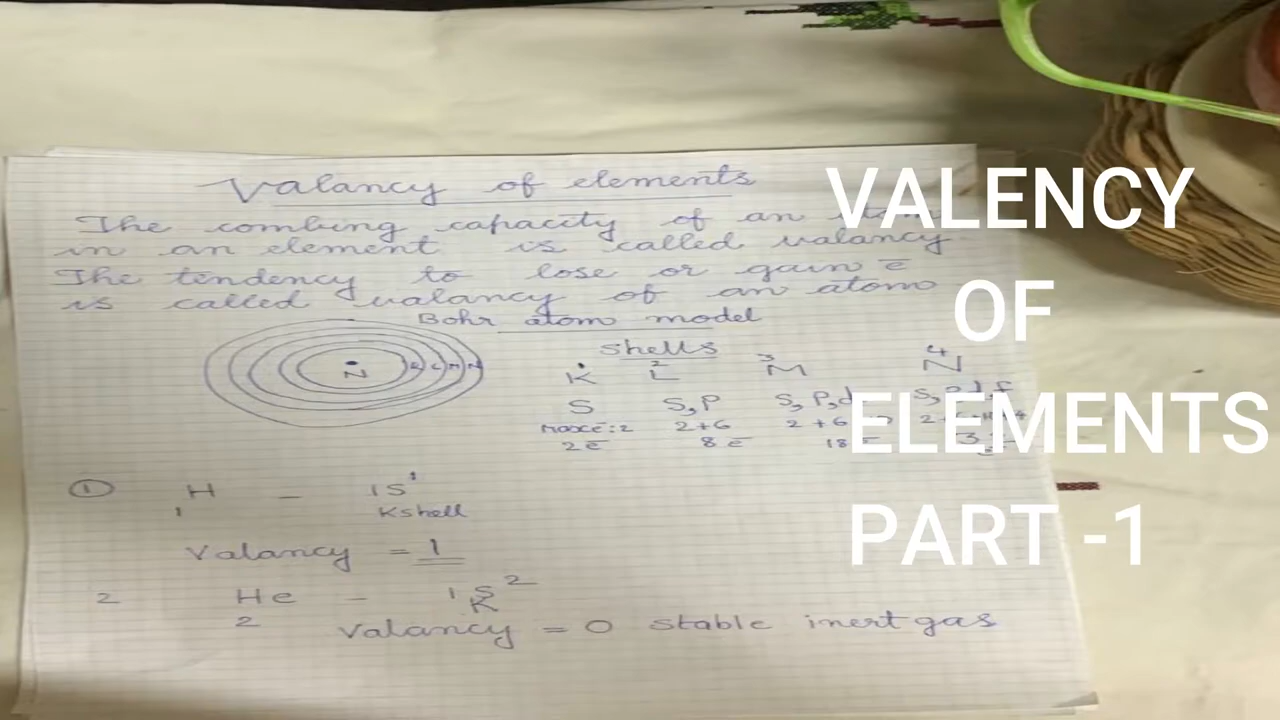 Valancy of elements
The combing capacity of an atom
in an element is called valancy
The tendency to lose or gain e̅
is called valancy of an atom
Bohr atom model
N K L M N
Shells
1 2 3 4
K L M N
S S,P S, P,d S,P,d,f
Maxe̅:2 2+6 2+6
2e̅ 8e̅ 18
① H – 1S¹
1 Kshell
Valancy = 1
2 He – 1S²
2 K
Valancy = 0 stable inert gas
VALENCY
OF
ELEMENTS
PART -1